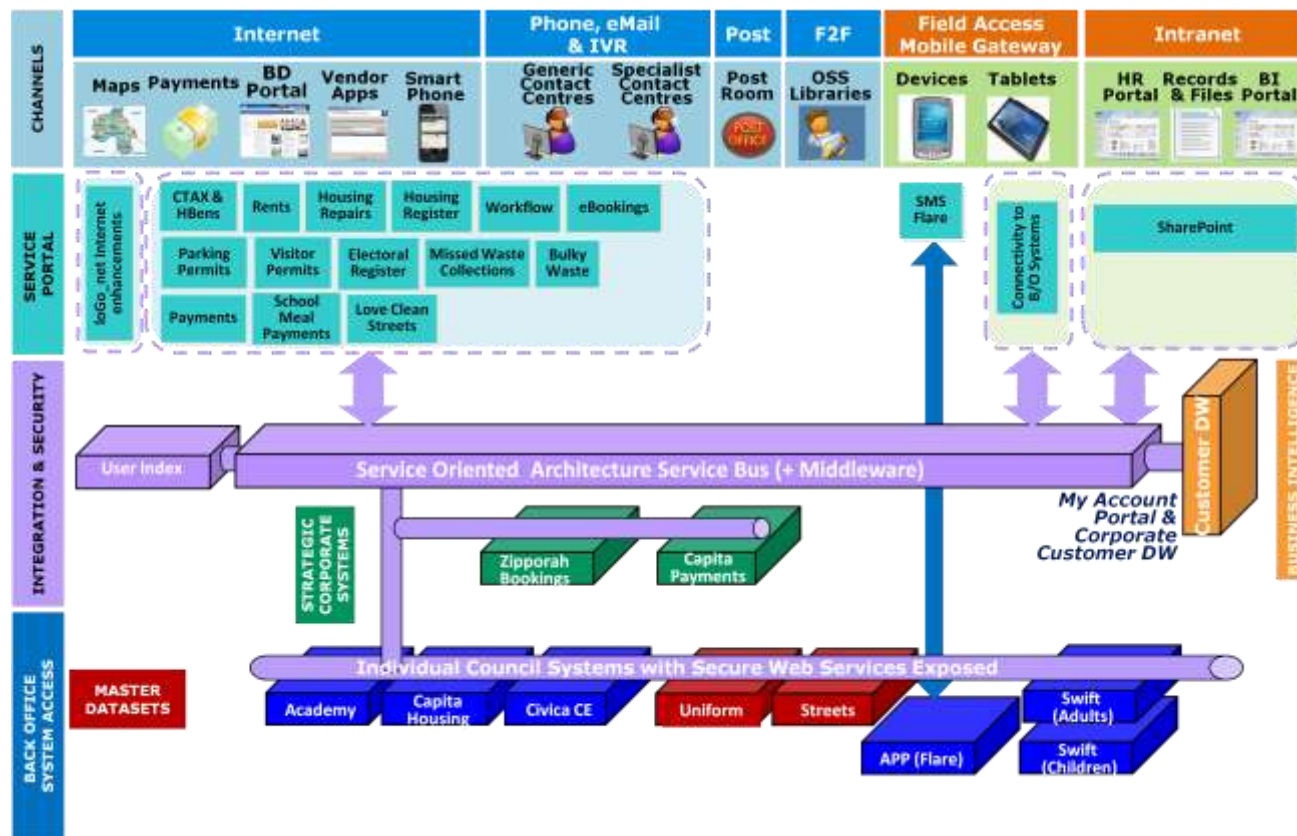 CHANNELS
Internet
Phone, eMail
& IVR
Post
F2F
Field Access
Mobile Gateway
Intranet
Maps
Payments
BD
Portal
Vendor
Apps
Smart
Phone
Generic
Contact
Centres
Specialist
Contact
Centres
Post
Room
POST
OFFICE
OSS
Libraries
Devices
Tablets
HR
Portal
Records
& Files
BI
Portal
SERVICE
PORTAL
enhancements
CTAX &
HBens
Rents
Housing
Repairs
Housing
Register
Workflow
eBookings
Parking
Permits
Visitor
Permits
Electoral
Register
Missed Waste
Collections
Bulky
Waste
Payments
School
Meal
Payments
Love Clean
Streets
SMS
Flare
Connectivity to
B/O Systems
SharePoint
INTEGRATION & SECURITY
User Index
Service Oriented Architecture Service Bus (+ Middleware)
Customer DW
BUSINESS INTELLIGENCE
My Account
Portal &
Corporate
Customer DW
STRATEGIC
CORPORATE
SYSTEMS
Zipporah
Bookings
Capita
Payments
BACK OFFICE
SYSTEM ACCESS
MASTER
DATASETS
Individual Council Systems with Secure Web Services Exposed
Academy
Capita
Housing
Civica CE
Uniform
Streets
APP (Flare)
Swift
(Adults)
Swift
(Children)